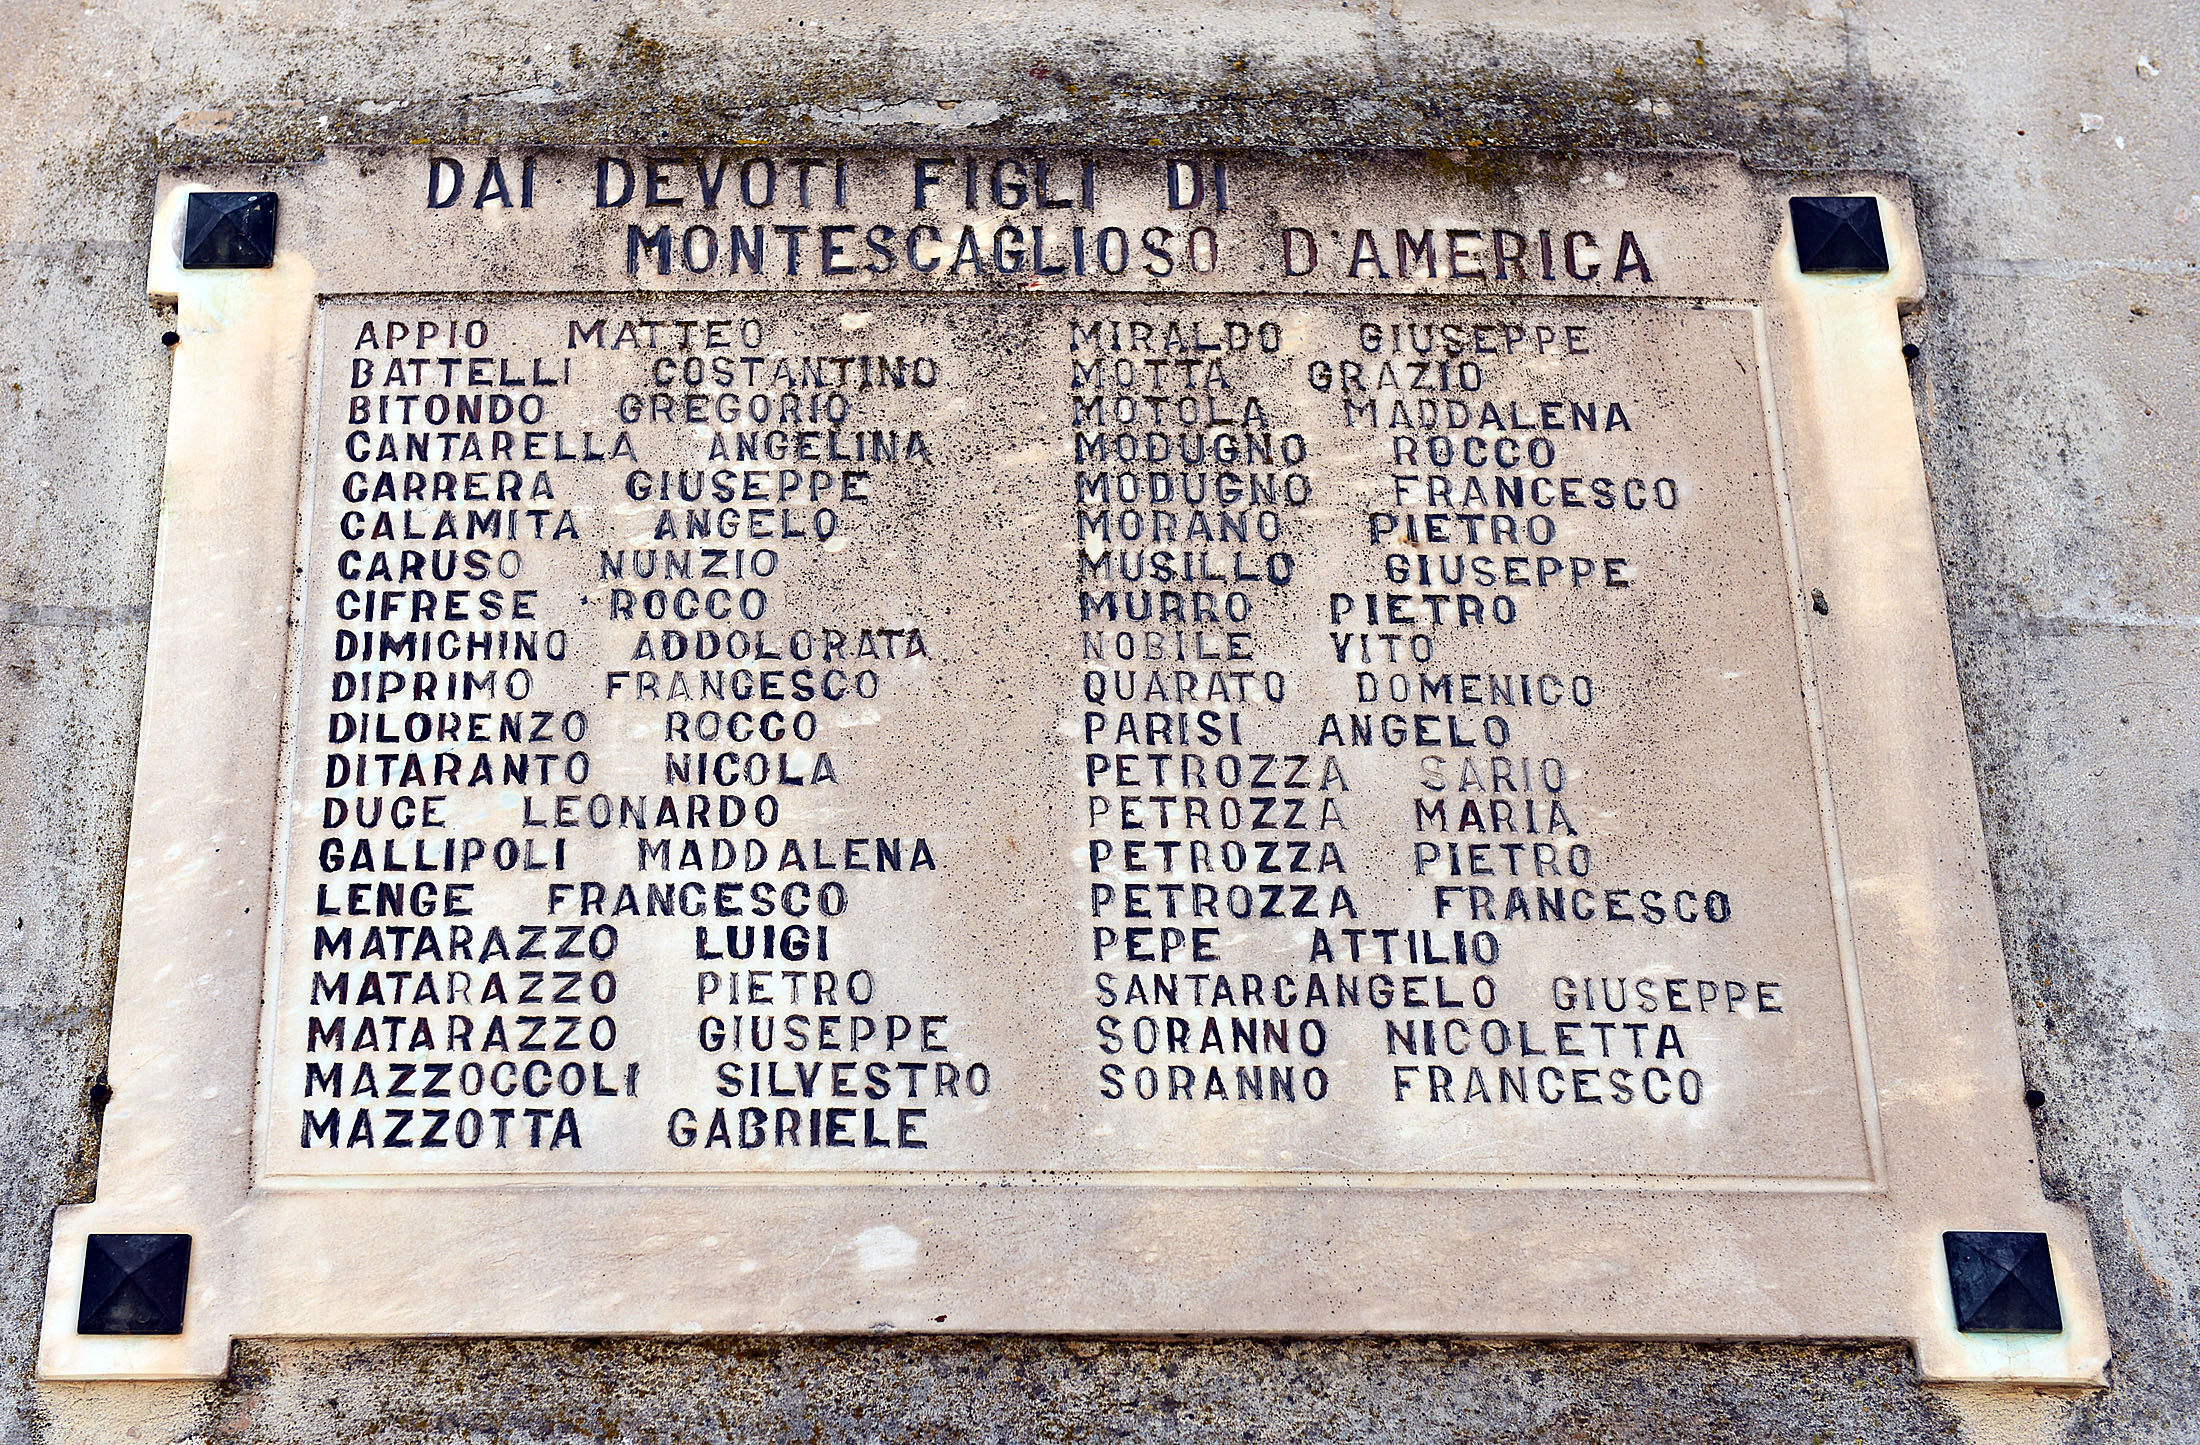 DAI DEVOTI FIGLI DI
MONTESCAGLIOSO D'AMERICA
APPIO MATTEO
BATTELLI COSTANTINO
BITONDO GREGORIO
CANTARELLA ANGELINA
CARRERA GIUSEPPE
CALAMITA ANGELO
CARUSO NUNZIO
CIFRESE ROCCO
DIMICHINO ADDOLORATA
DIPRIMO FRANCESCO
DILORENZO ROCCO
DITARANTO NICOLA
DUCE LEONARDO
GALLIPOLI MADDALENA
LENGE FRANCESCO
MATARAZZO LUIGI
MATARAZZO PIETRO
MATARAZZO GIUSEPPE
MAZZOCCOLI SILVESTRO
MAZZOTTA GABRIELE
MIRALDO GIUSEPPE
MOTTA GRAZIO
MOTOLA MADDALENA
MODUGNO ROCCO
MODUGNO FRANCESCO
MORANO PIETRO
MUSILLO GIUSEPPE
MURRO PIETRO
NOBILE VITO
QUARATO DOMENICO
PARISI ANGELO
PETROZZA SARIO
PETROZZA MARIA
PETROZZA PIETRO
PETROZZA FRANCESCO
PEPE ATTILIO
SANTARCANGELO GIUSEPPE
SORANNO NICOLETTA
SORANNO FRANCESCO